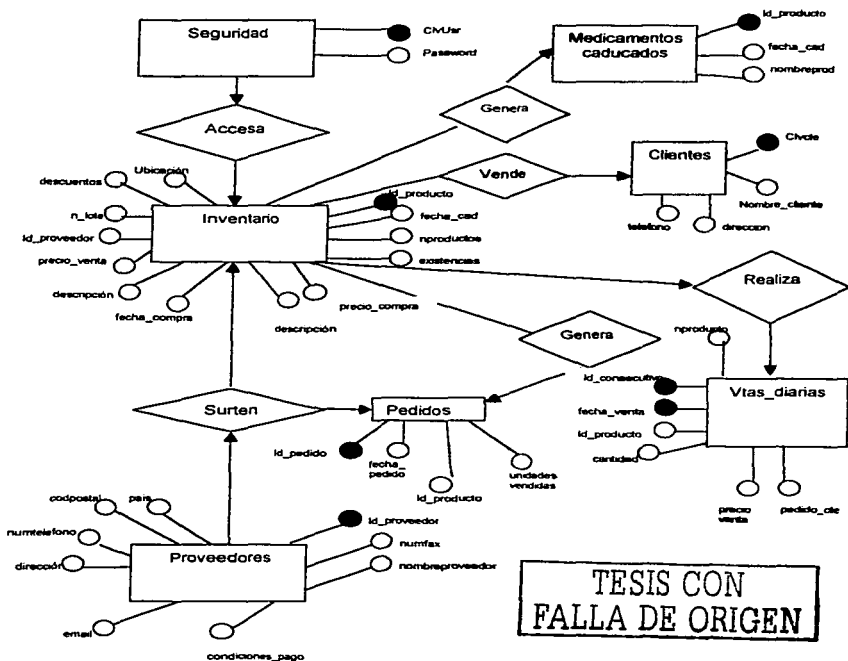 Seguridad
ClvUsr
Password
Accesa
Medicamentos
caducados
Id_producto
fecha_cad
nombreprod
Genera
Vende
Clientes
Clvcte
Nombre_cliente
telefono
direccion
descuentos
Ubicación
n_lote
Id_proveedor
precio_venta
descripción
fecha_compra
Inventario
Id_producto
fecha_cad
nproductos
existencias
precio_compra
descripción
Realiza
Genera
nproducto
Id_consecutivo
fecha_venta
Id_producto
cantidad
Vtas_diarias
precio
venta
pedido_cte
Surten
Pedidos
Id_pedido
fecha_
pedido
Id_producto
unidades
vendidas
codpostal
pais
numtelefono
dirección
Proveedores
Id_proveedor
numfax
nombreproveedor
email
condiciones_pago
TESIS CON
FALLA DE ORIGEN